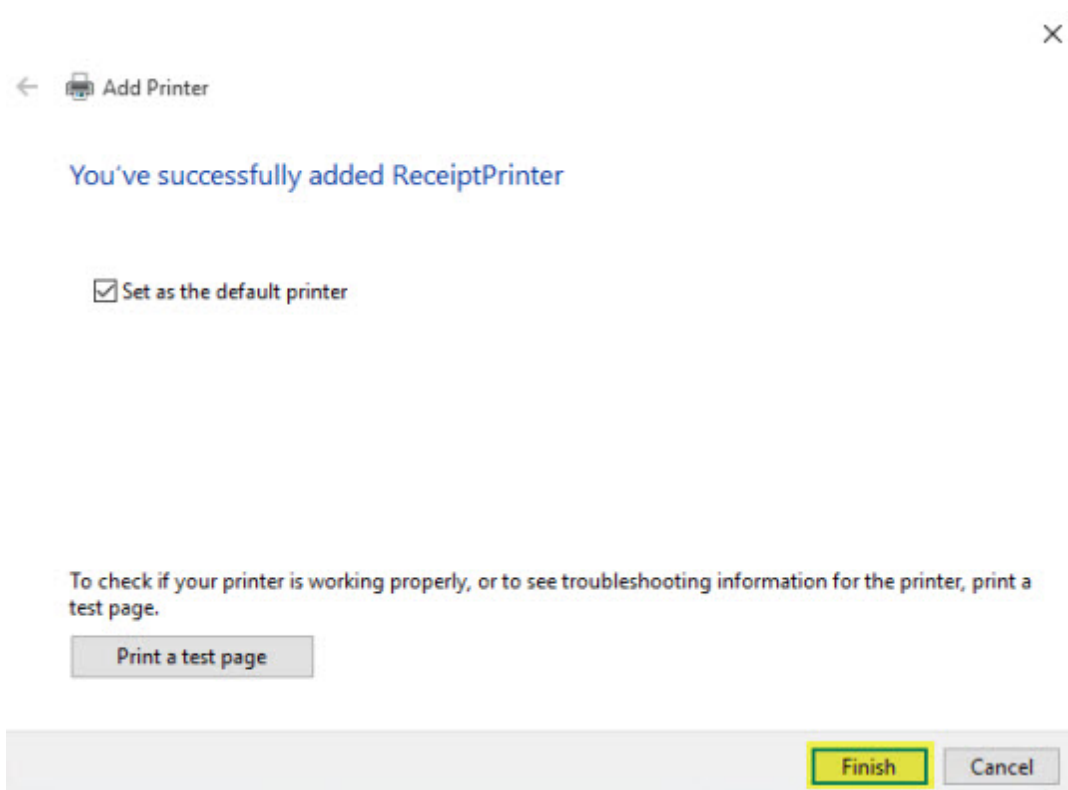 Add Printer
You've successfully added ReceiptPrinter
Set as the default printer
To check if your printer is working properly, or to see troubleshooting information for the printer, print a
test page.
Print a test page
Finish Cancel